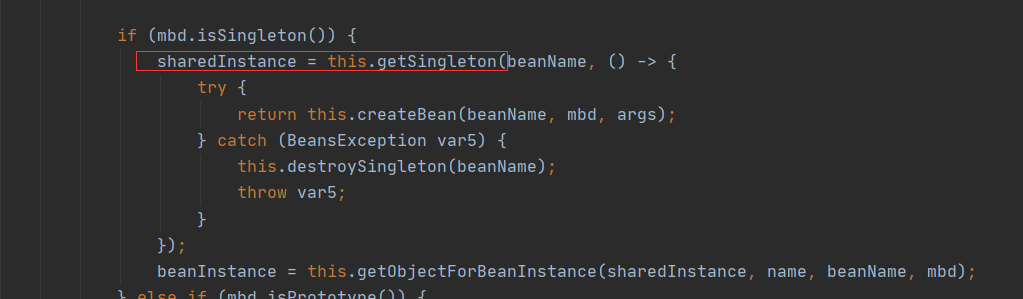 if (mbd.isSingleton()) {
sharedInstance = this.getSingleton(beanName, () -> {
try {
return this.createBean(beanName, mbd, args);
} catch (BeansException var5) {
this.destroySingleton(beanName);
throw var5;
}
});
beanInstance = this.getObjectForBeanInstance(sharedInstance, name, beanName, mbd);
} else if (mbd.isPrototype()) {